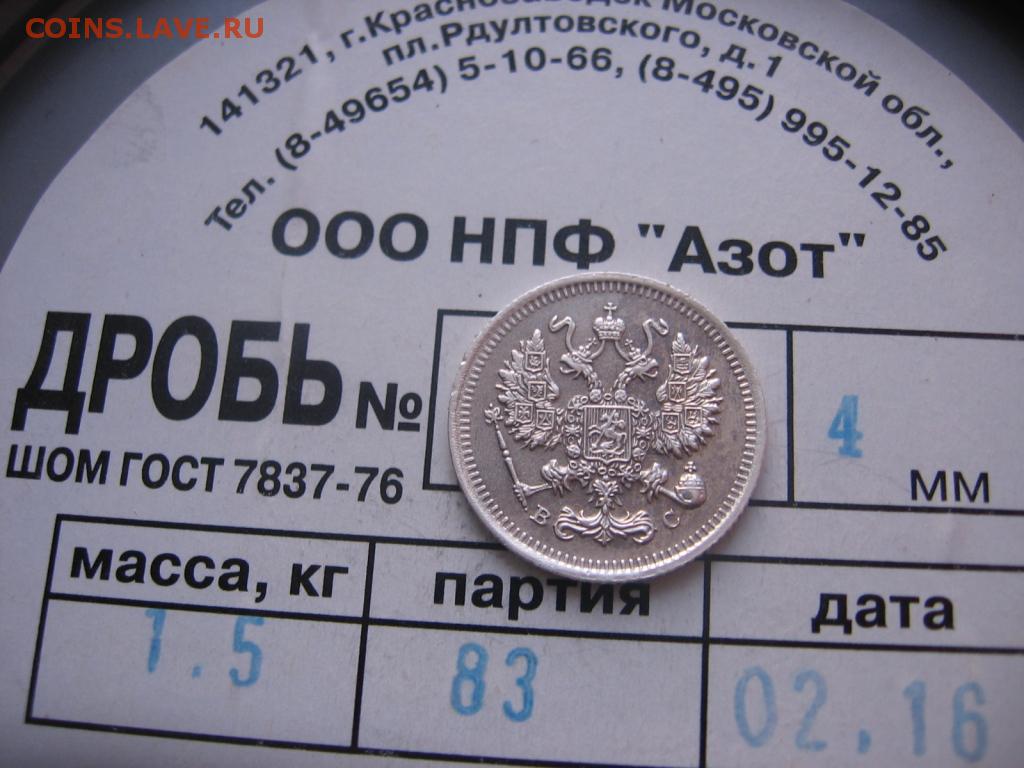 COINS.LAVE.RU
141321, г.Краснозаводск Московской обл.,
пл.Рдултовского, д.1
Тел. (8-49654) 5-10-66, (8-495) 995-12-85
ООО НПФ "Азот"
ДРОБЬ №
4 мм
ШОМ ГОСТ 7837-76
В С
масса, кг партия дата
1.5 83 02.16